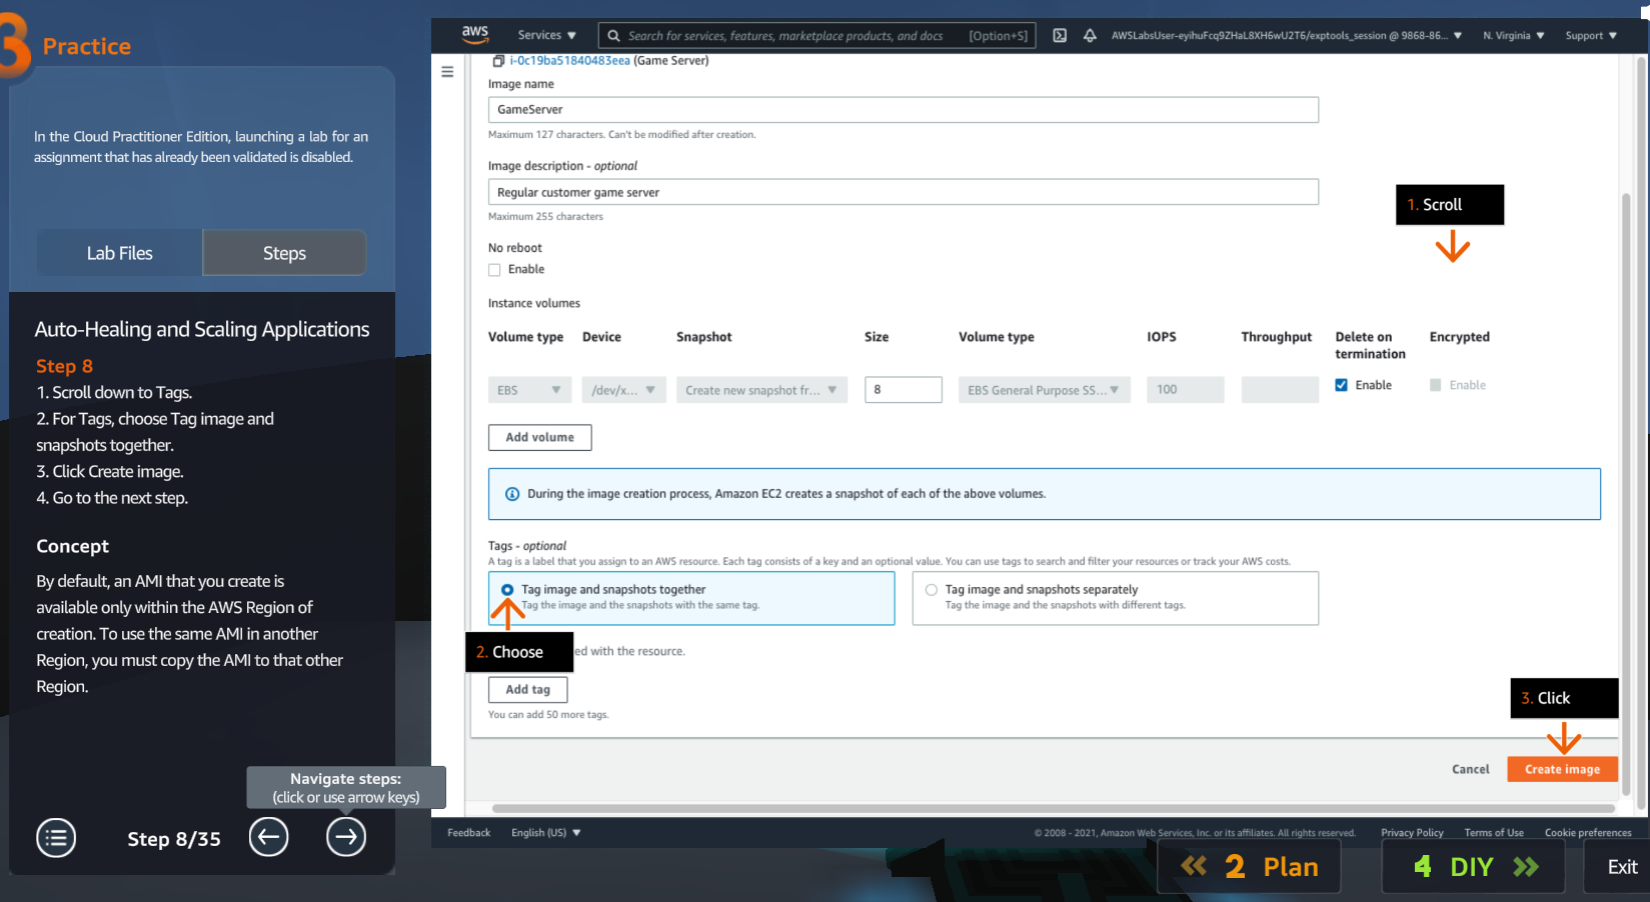 3 Practice
In the Cloud Practitioner Edition, launching a lab for an
assignment that has already been validated is disabled.
Lab Files
Steps
Auto-Healing and Scaling Applications
Step 8
1. Scroll down to Tags.
2. For Tags, choose Tag image and
snapshots together.
3. Click Create image.
4. Go to the next step.
Concept
By default, an AMI that you create is
available only within the AWS Region of
creation. To use the same AMI in another
Region, you must copy the AMI to that other
Region.
Navigate steps:
(click or use arrow keys)
Step 8/35
aws
Services
Search for services, features, marketplace products, and docs
[Option+S]
AWSLabsUser-eyihuFcq9ZHaL8XH6wU2T6/exptools_session @ 9868-86...
N. Virginia
Support
i-0c19ba51840483eea (Game Server)
Image name
GameServer
Maximum 127 characters. Can't be modified after creation.
Image description - optional
Regular customer game server
Maximum 255 characters
1. Scroll
No reboot
Enable
Instance volumes
Volume type Device Snapshot Size Volume type IOPS Throughput Delete on termination Encrypted
EBS /dev/x... Create new snapshot fr... 8 EBS General Purpose SS... 100 Enable Enable
Add volume
During the image creation process, Amazon EC2 creates a snapshot of each of the above volumes.
Tags - optional
A tag is a label that you assign to an AWS resource. Each tag consists of a key and an optional value. You can use tags to search and filter your resources or track your AWS costs.
Tag image and snapshots together
Tag the image and the snapshots with the same tag.
Tag image and snapshots separately
Tag the image and the snapshots with different tags.
2. Choose
ed with the resource.
Add tag
You can add 50 more tags.
3. Click
Cancel
Create image
Feedback
English (US)
© 2008 - 2021, Amazon Web Services, Inc. or its affiliates. All rights reserved.
Privacy Policy
Terms of Use
Cookie preferences
2 Plan
4 DIY
Exit